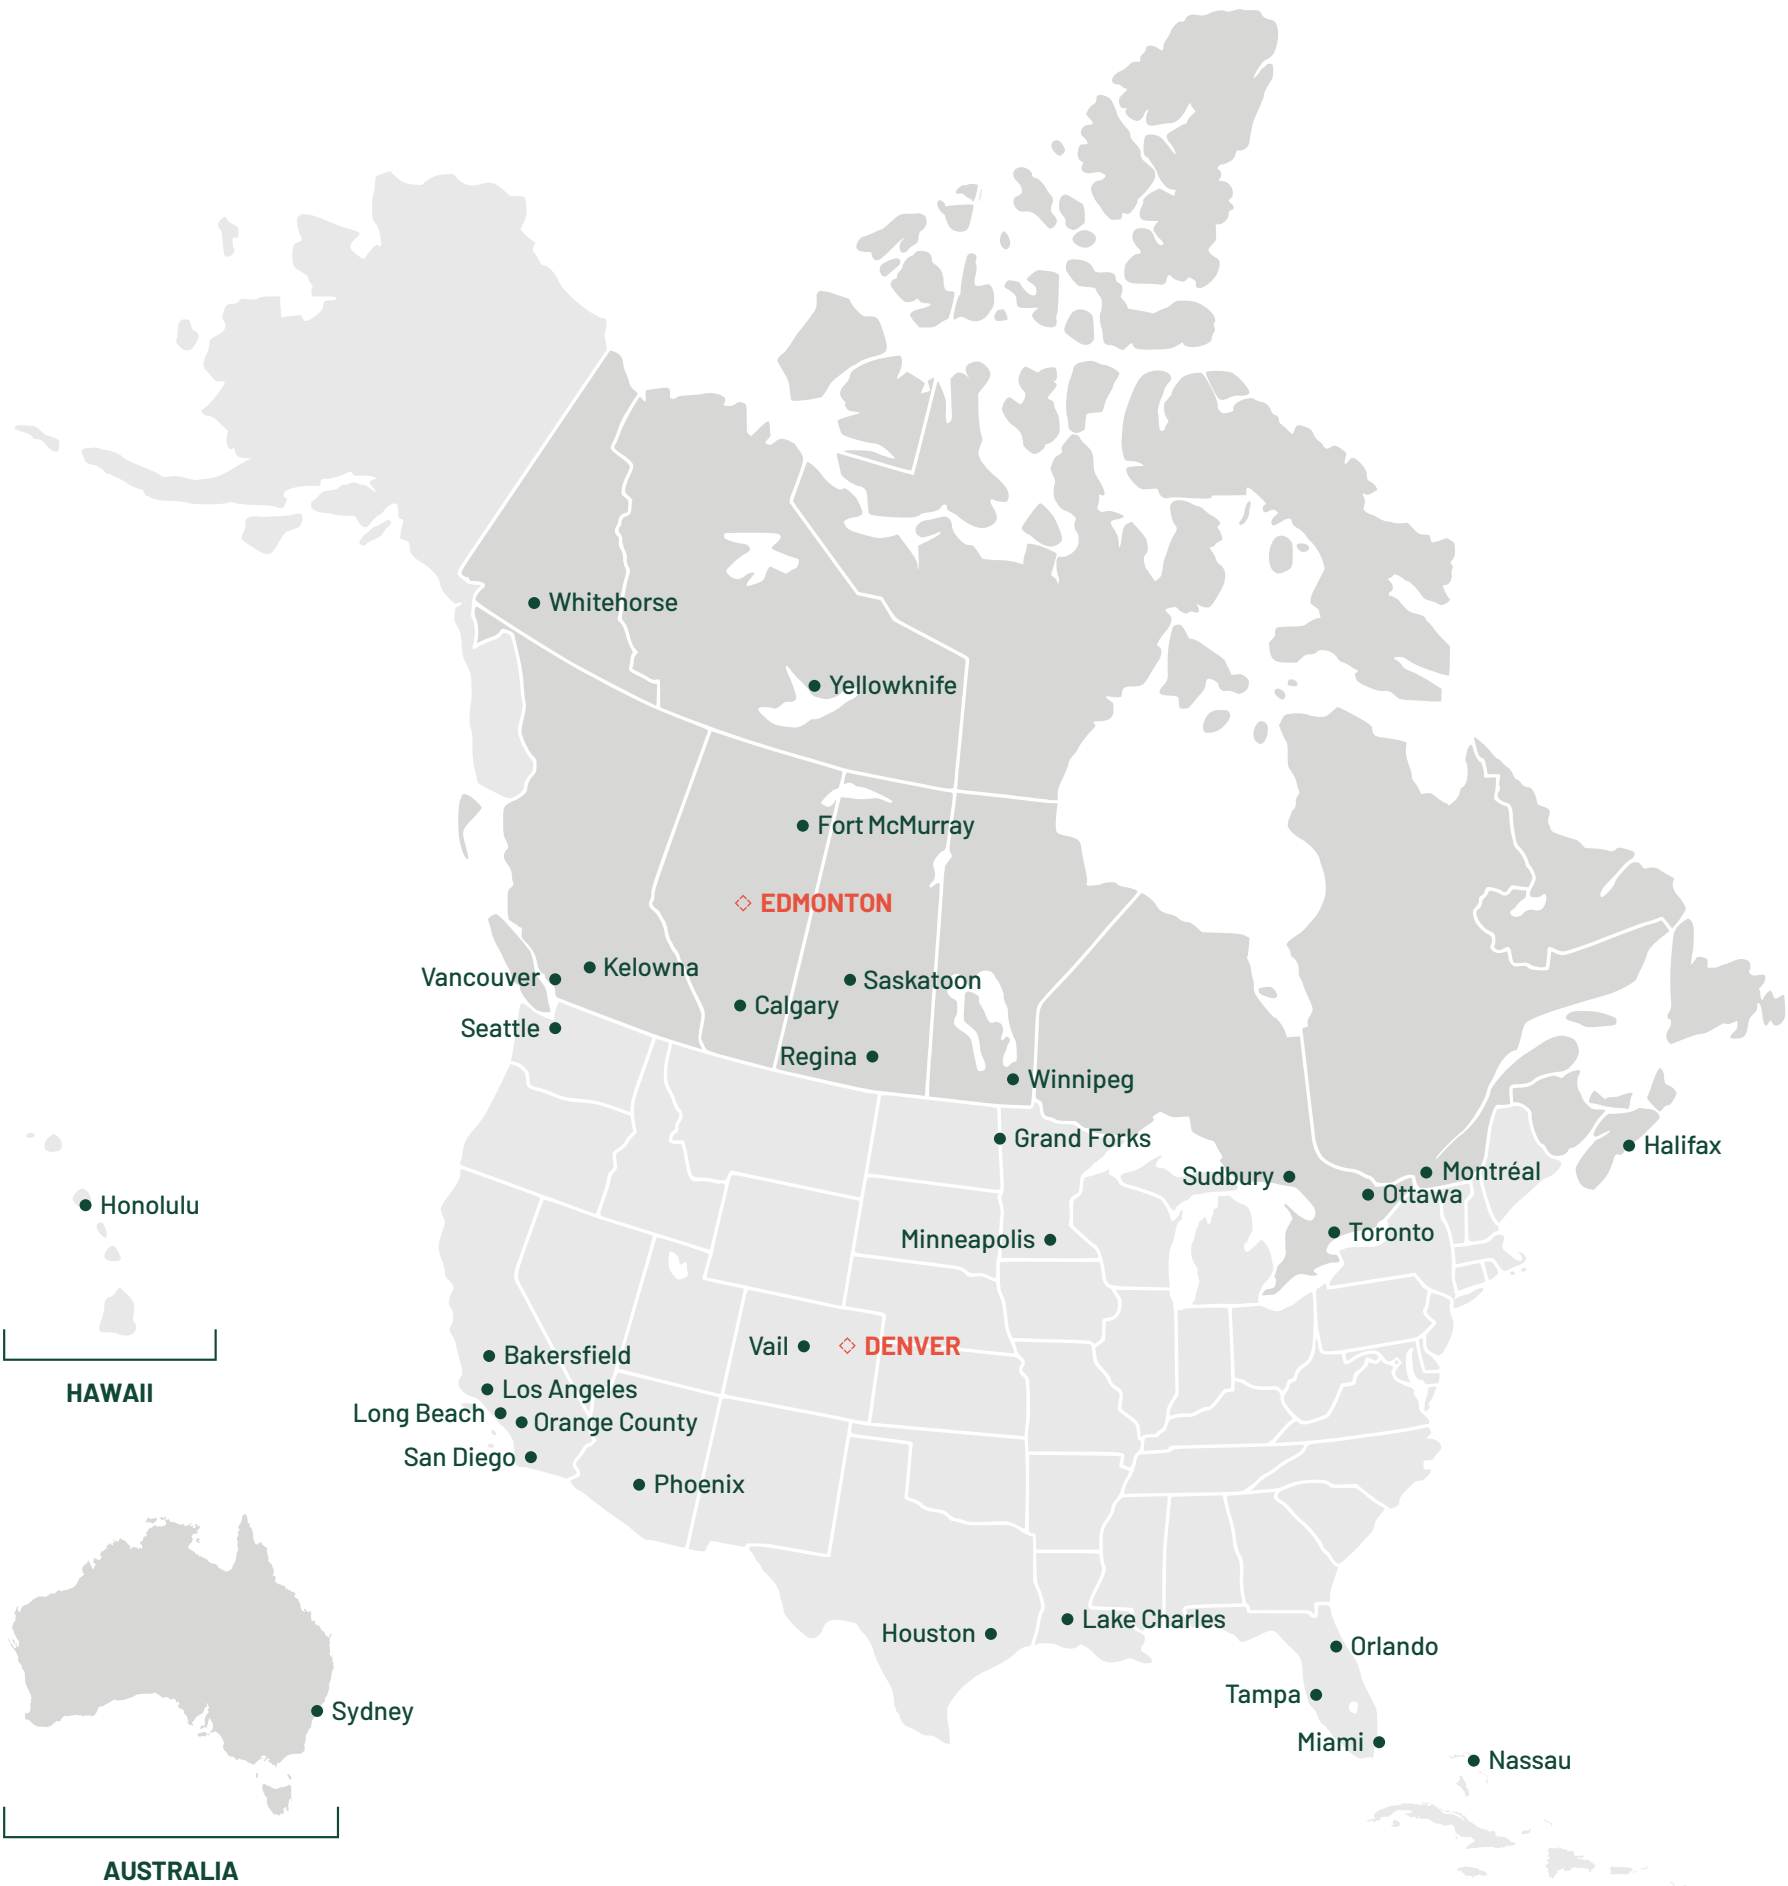 Whitehorse
Yellowknife
Fort McMurray
EDMONTON
Kelowna
Vancouver
Saskatoon
Calgary
Seattle
Regina
Winnipeg
Grand Forks
Halifax
Montréal
Sudbury
Ottawa
Honolulu
Toronto
Minneapolis
Vail
DENVER
Bakersfield
HAWAII
Los Angeles
Long Beach
Orange County
San Diego
Phoenix
Lake Charles
Houston
Orlando
Tampa
Sydney
Miami
Nassau
AUSTRALIA